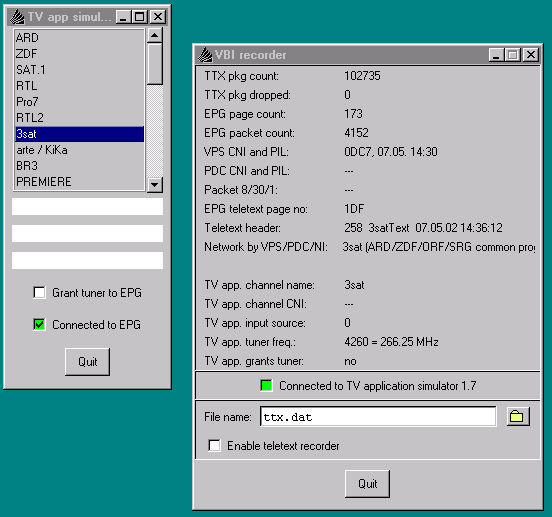 TV app simul...
ARD
ZDF
SAT.1
RTL
Pro7
RTL2
3sat
arte / KiKa
BR3
PREMIERE
Grant tuner to EPG
Connected to EPG
Quit
VBI recorder
TTX pkg count: 102735
TTX pkg dropped: 0
EPG page count: 173
EPG packet count: 4152
VPS CNI and PIL: 0DC7, 07.05. 14:30
PDC CNI and PIL: ---
Packet 8/30/1: ---
EPG teletext page no: 1DF
Teletext header: 258 3satText 07.05.02 14:36:12
Network by VPS/PDC/NI: 3sat (ARD/ZDF/ORF/SRG common prog
TV app. channel name: 3sat
TV app. channel CNI: ---
TV app. input source: 0
TV app. tuner freq.: 4260 = 266.25 MHz
TV app. grants tuner: no
Connected to TV application simulator 1.7
File name: ttx.dat
Enable teletext recorder
Quit